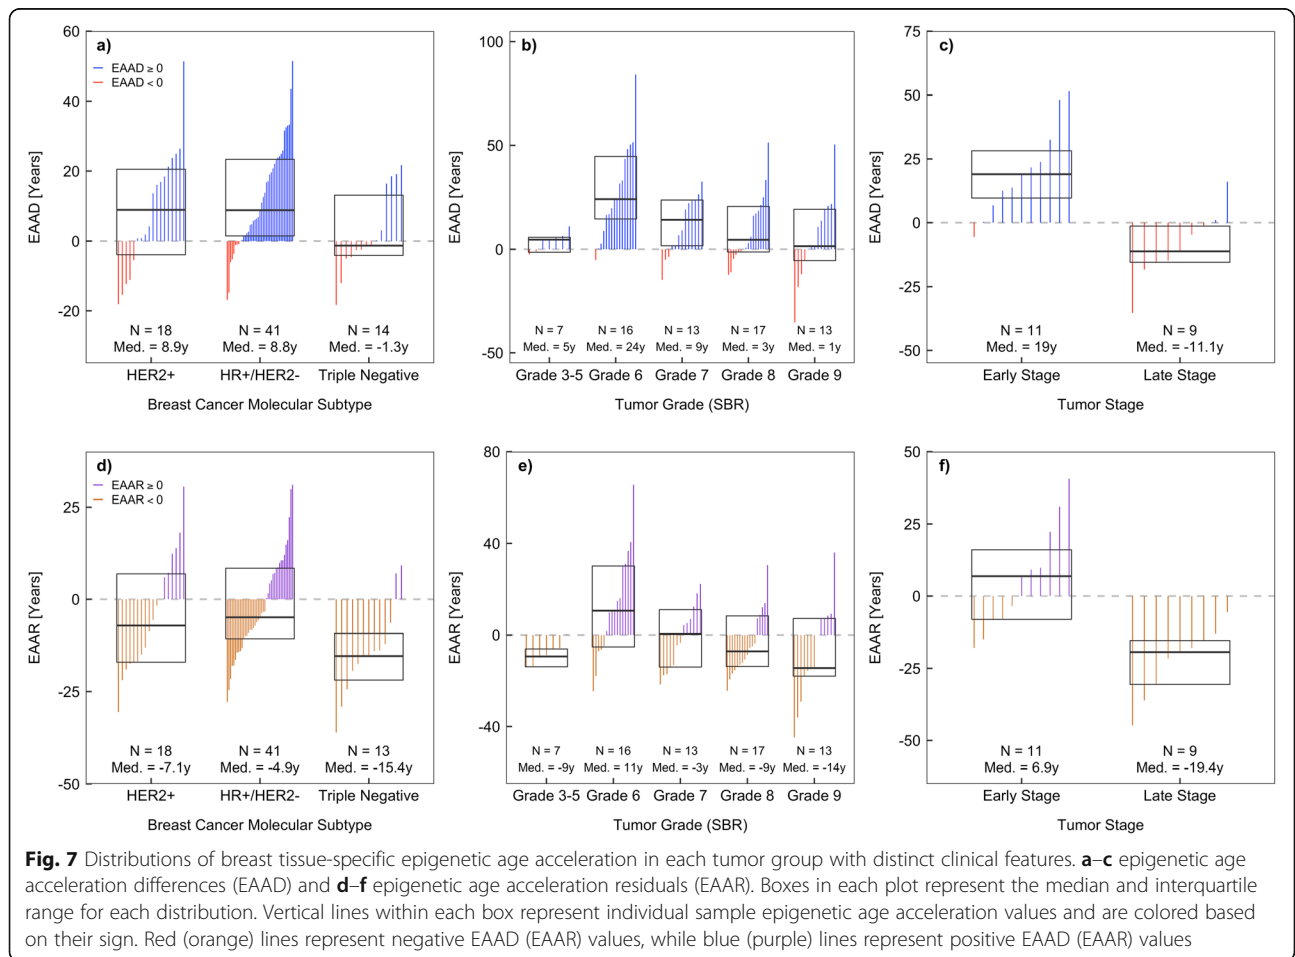 a)
EAAD ≥ 0
EAAD < 0
60
40
20
0
-20
EAAD [Years]
N = 18 N = 41 N = 14
Med. = 8.9y Med. = 8.8y Med. = -1.3y
HER2+ HR+/HER2- Triple Negative
Breast Cancer Molecular Subtype
b)
100
50
0
-50
EAAD [Years]
N = 7 N = 16 N = 13 N = 17 N = 13
Med. = 5y Med. = 24y Med. = 9y Med. = 3y Med. = 1y
Grade 3-5 Grade 6 Grade 7 Grade 8 Grade 9
Tumor Grade (SBR)
c)
75
50
25
0
-25
-50
EAAD [Years]
N = 11 N = 9
Med. = 19y Med. = -11.1y
Early Stage Late Stage
Tumor Stage
d)
EAAR ≥ 0
EAAR < 0
25
0
-25
-50
EAAR [Years]
N = 18 N = 41 N = 13
Med. = -7.1y Med. = -4.9y Med. = -15.4y
HER2+ HR+/HER2- Triple Negative
Breast Cancer Molecular Subtype
e)
80
40
0
-40
EAAR [Years]
N = 7 N = 16 N = 13 N = 17 N = 13
Med. = -9y Med. = 11y Med. = -3y Med. = -9y Med. = -14y
Grade 3-5 Grade 6 Grade 7 Grade 8 Grade 9
Tumor Grade (SBR)
f)
50
25
0
-25
-50
EAAR [Years]
N = 11 N = 9
Med. = 6.9y Med. = -19.4y
Early Stage Late Stage
Tumor Stage
Fig. 7 Distributions of breast tissue-specific epigenetic age acceleration in each tumor group with distinct clinical features. a–c epigenetic age
acceleration differences (EAAD) and d–f epigenetic age acceleration residuals (EAAR). Boxes in each plot represent the median and interquartile
range for each distribution. Vertical lines within each box represent individual sample epigenetic age acceleration values and are colored based
on their sign. Red (orange) lines represent negative EAAD (EAAR) values, while blue (purple) lines represent positive EAAD (EAAR) values